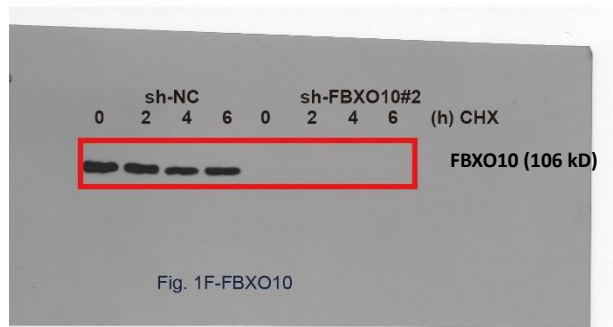 sh-NC sh-FBXO10#2
0 2 4 6 0 2 4 6 (h) CHX
FBXO10 (106 kD)
Fig. 1F-FBXO10